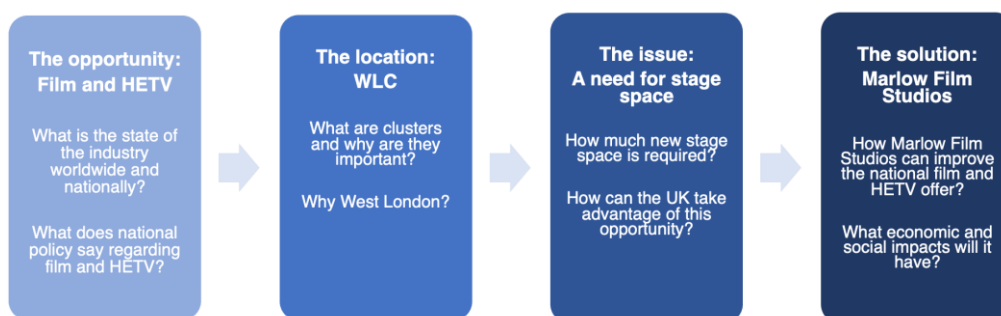 The opportunity:
Film and HETV
What is the state of
the industry
worldwide and
nationally?
What does national
policy say regarding
film and HETV?
The location:
WLC
What are clusters
and why are they
important?
Why West London?
The issue:
A need for stage
space
How much new stage
space is required?
How can the UK take
advantage of this
opportunity?
The solution:
Marlow Film
Studios
How Marlow Film
Studios can improve
the national film and
HETV offer?
What economic and
social impacts will it
have?